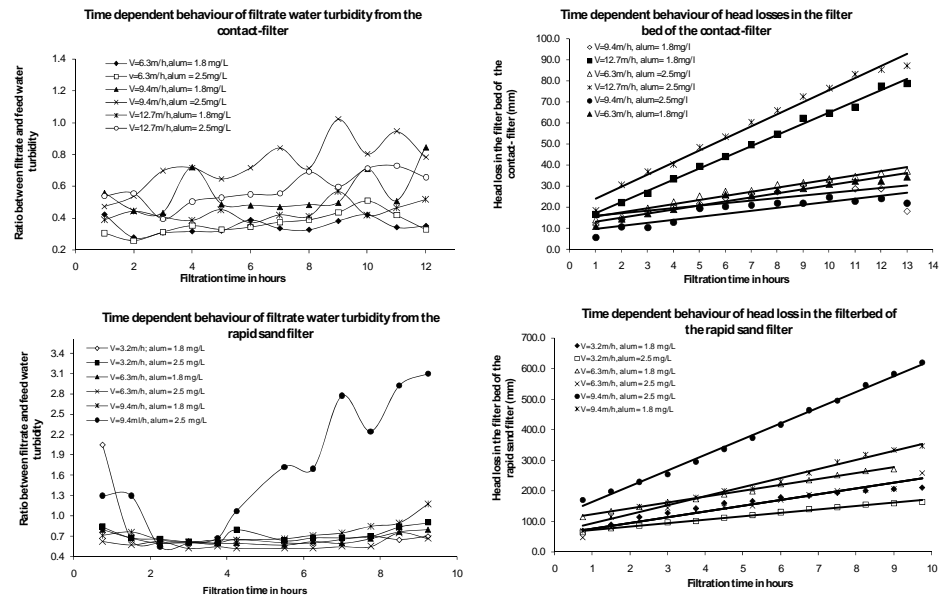 Time dependent behaviour of filtrate water turbidity from the
contact-filter
Ratio between filtrate and feed water
turbidity
1.4
1.2
1.0
0.8
0.6
0.4
0.2
V=6.3m/h,alum= 1.8 mg/L
v=6.3m/h,alum = 2.5mg/L
V=9.4m/h, alum= 1.8mg/L
V=9.4m/h,alum =2.5mg/L
V=12.7m/h,alum = 1.8mg/L
V=12.7m/h,alum= 2.5mg/L
0 2 4 6 8 10 12
Filtration time in hours
Time dependent behaviour of head losses in the filter
bed of the contact-filter
Head loss in the filter bed of the
contact- filter (mm)
100.0
90.0
80.0
70.0
60.0
50.0
40.0
30.0
20.0
10.0
0.0
V=9.4m/h, alum= 1.8mg/l
V=12.7m/h, alum= 1.8mg/l
V=6.3m/h,alum =2.5mg/l
V=12.7m/h,alum =2.5mg/l
V=9.4m/h,alum =2.5mg/l
V=6.3m/h,alum=1.8mg/l
0 1 2 3 4 5 6 7 8 9 10 11 12 13 14
Filtration time in hours
Time dependent behaviour of filtrate water turbidity from the
rapid sand filter
Ratio between filtrate and feed water
turbidity
3.4
3.1
2.8
2.5
2.2
1.9
1.6
1.3
1.0
0.7
0.4
V=3.2m/h; alum= 1.8 mg/L
V=3.2m/h, alum= 2.5 mg/L
V=6.3m/h, alum=1.8 mg/L
V=6.3m/h, alum= 2.5 mg/L
V=9.4m/h, alum= 1.8 mg/L
V=9.4m/h, alum= 2.5 mg/L
0 2 4 6 8 10
Filtration time in hours
Time dependent behaviour of head loss in the filterbed of
the rapid sand filter
Head loss in the filter bed of the
rapid sand filter (mm)
700.0
600.0
500.0
400.0
300.0
200.0
100.0
0.0
V=3.2m/h, alum= 1.8 mg/L
V=3.2m/h,alum=2.5 mg/L
V=6.3m/h, alum= 1.8 mg/L
V=6.3m/h, alum= 2.5 mg/L
V=9.4m/h, alum= 2.5 mg/L
V=9.4m/h,alum= 1.8 mg/L
0 1 2 3 4 5 6 7 8 9 10
Filtration time in hours